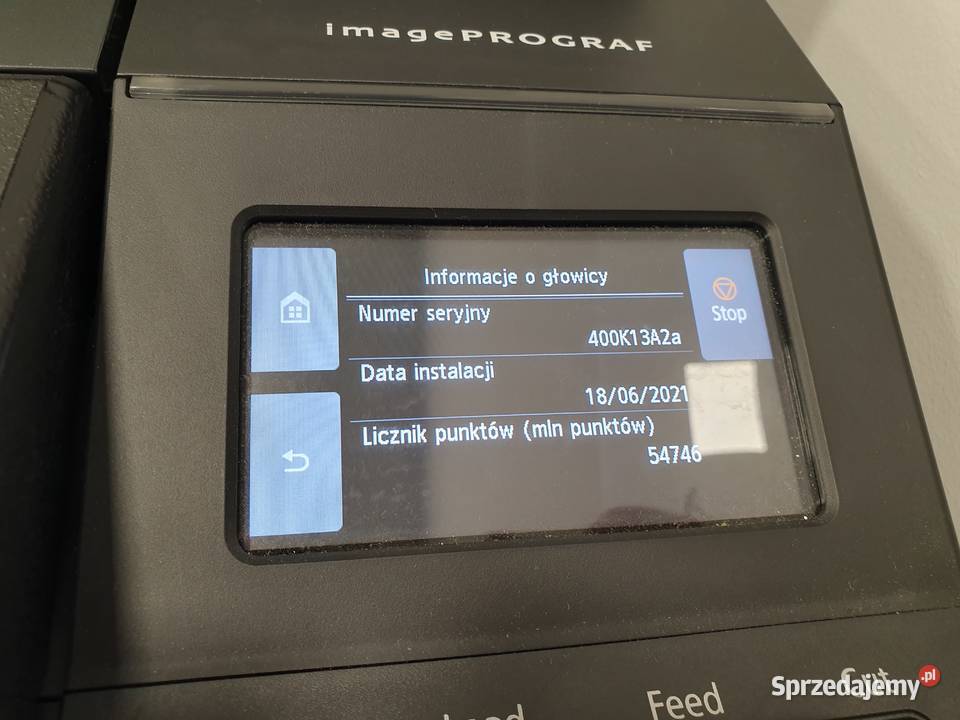 imagePROGRAF
Informacje o głowicy
Stop
Numer seryjny
400K13A2a
Data instalacji
18/06/2021
Licznik punktów (mln punktów)
54746
Feed
Sprzedajemy.pl